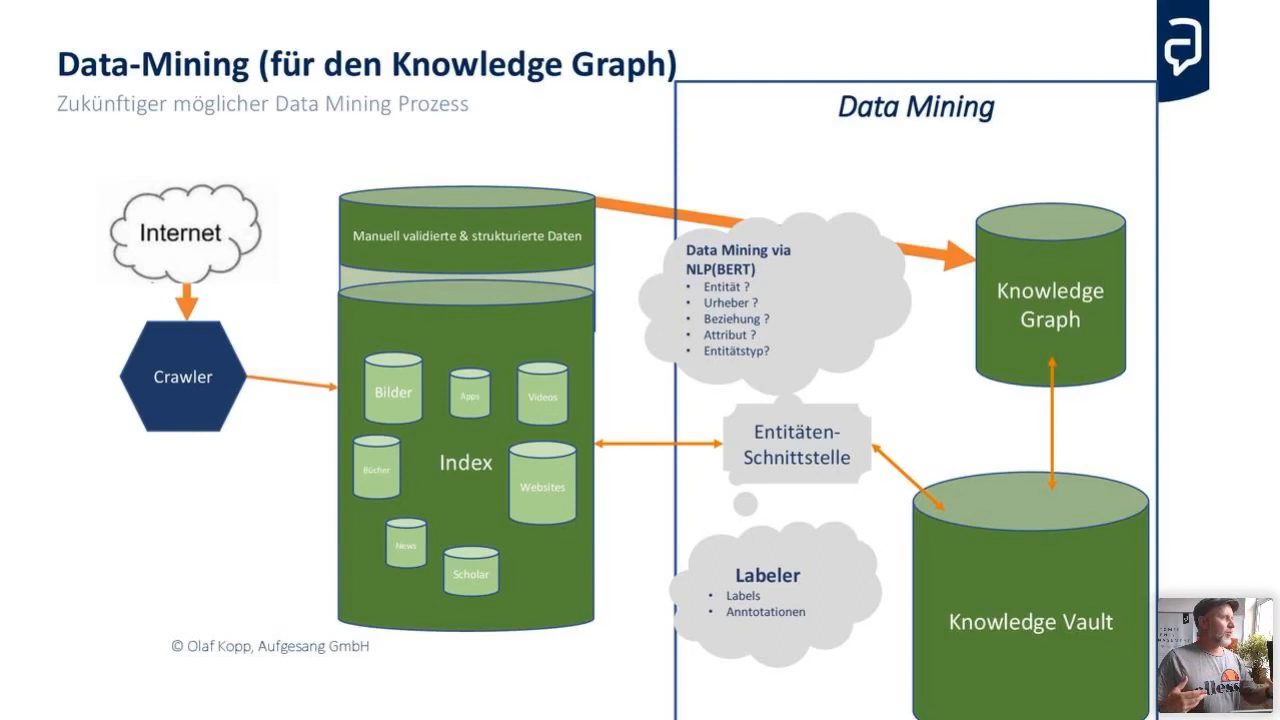 Data-Mining (für den Knowledge Graph)
Zukünftiger möglicher Data Mining Prozess
Data Mining
Internet
Crawler
Manuell validierte & strukturierte Daten
Bilder
Apps
Videos
Bücher
Index
Websites
News
Scholar
Data Mining via
NLP(BERT)
• Entität ?
• Urheber ?
• Beziehung ?
• Attribut ?
• Entitätstyp?
Entitäten-
Schnittstelle
Labeler
• Labels
• Anntotationen
Knowledge
Graph
Knowledge Vault
© Olaf Kopp, Aufgesang GmbH